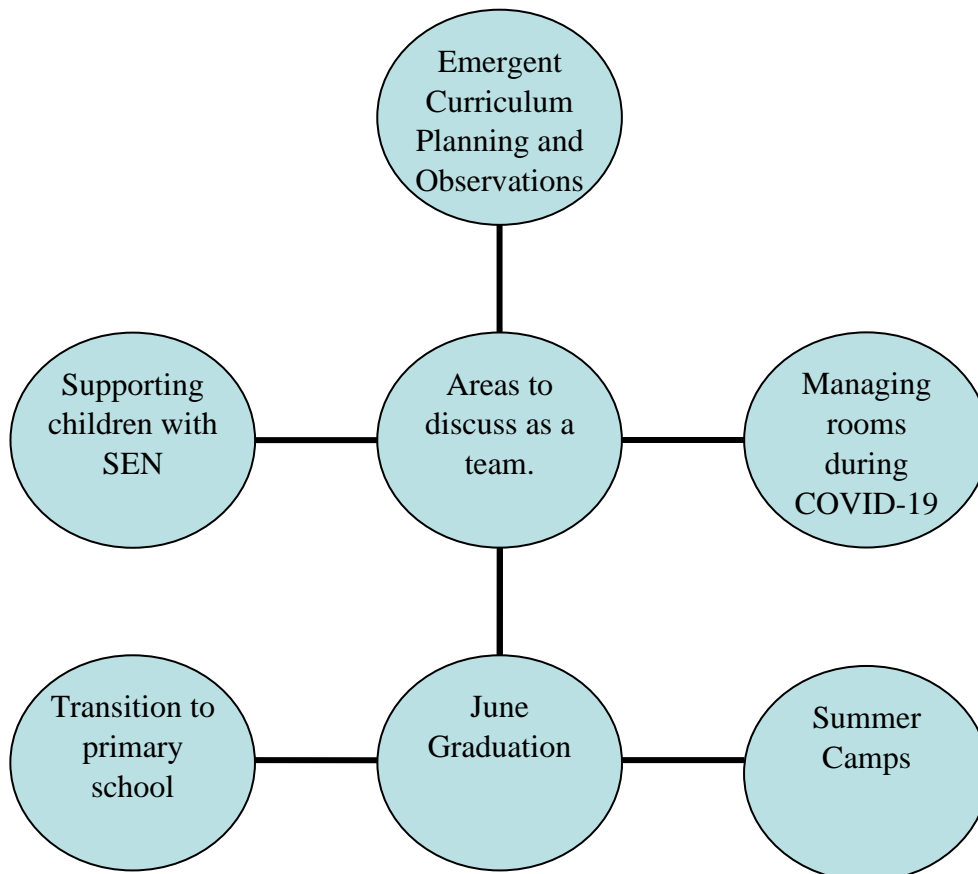 Emergent
Curriculum
Planning and
Observations
Supporting
children with
SEN
Areas to
discuss as a
team.
Managing
rooms
during
COVID-19
Transition to
primary
school
June
Graduation
Summer
Camps